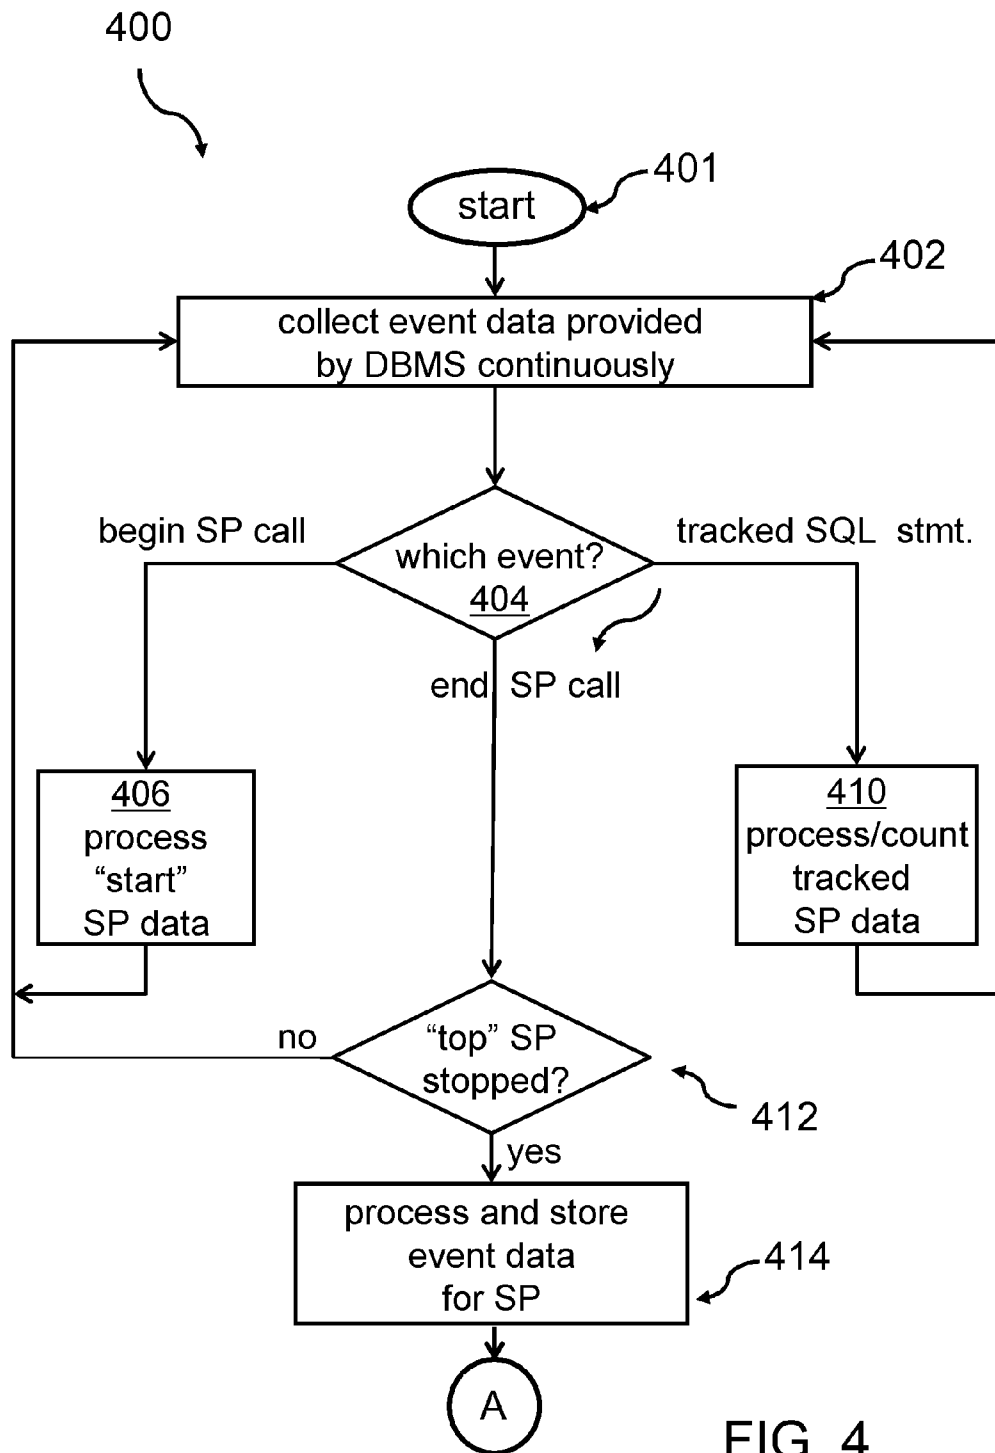 400
401
start
402
collect event data provided
by DBMS continuously
begin SP call
tracked SQL stmt.
which event?
404
end SP call
406
process
“start”
SP data
410
process/count
tracked
SP data
no
“top” SP
stopped?
412
yes
process and store
event data
for SP
414
A
FIG. 4